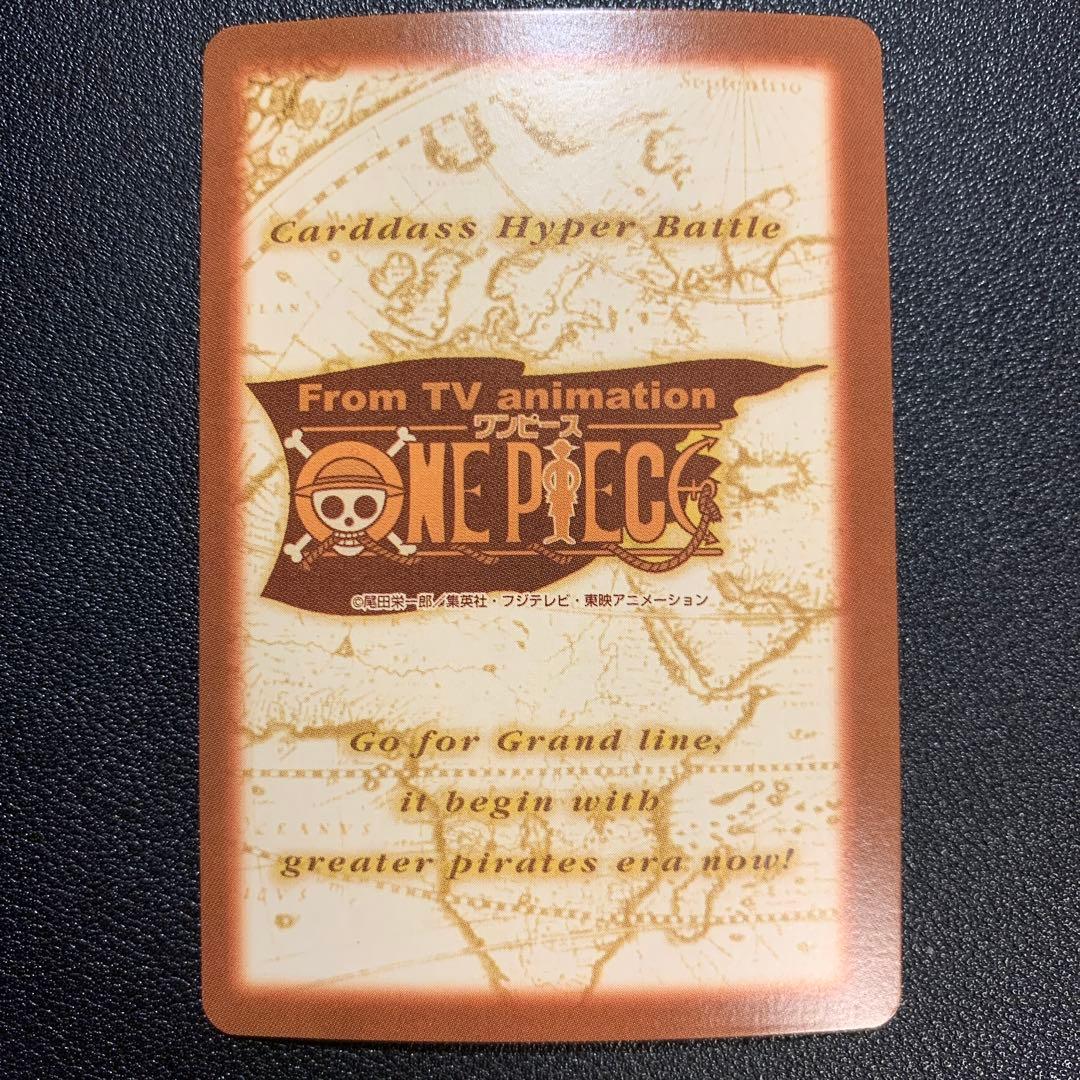 Septentrio
Carddass Hyper Battle
TLAN
From TV animation
ワンピース
ONE PIECE
©尾田栄一郎／集英社・フジテレビ・東映アニメーション
Go for Grand line,
it begin with
OCEANVS
greater pirates era now!